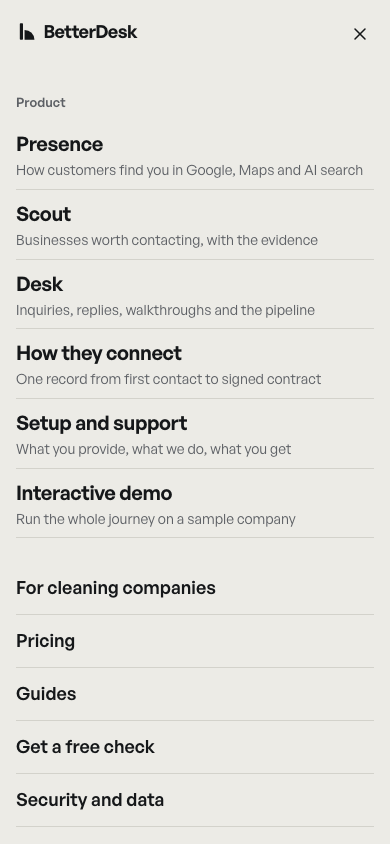 BetterDesk
Product
Presence
How customers find you in Google, Maps and AI search
Scout
Businesses worth contacting, with the evidence
Desk
Inquiries, replies, walkthroughs and the pipeline
How they connect
One record from first contact to signed contract
Setup and support
What you provide, what we do, what you get
Interactive demo
Run the whole journey on a sample company
For cleaning companies
Pricing
Guides
Get a free check
Security and data